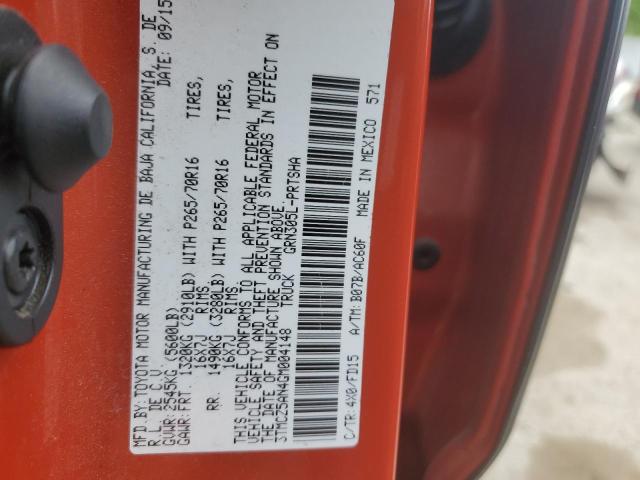 MFD.BY: TOYOTA MOTOR MANUFACTURING DE BAJA CALIFORNIA, S. DE
R.L. DE C.V. DATE: 09/15
GVWR: 2545KG (5600LB)
GAWR: FRT. 1320KG (2910LB) WITH P265/70R16 TIRES,
16X7J RIMS,
RR. 1490KG (3280LB) WITH P265/70R16 TIRES,
16X7J RIMS.
THIS VEHICLE CONFORMS TO ALL APPLICABLE FEDERAL MOTOR
VEHICLE SAFETY AND THEFT PREVENTION STANDARDS IN EFFECT ON
THE DATE OF MANUFACTURE SHOWN ABOVE.
3TMCZ5AN4GM004148 TRUCK GRN305L-PRTSHA
C/TR: 4X0/FD15 A/TM: B07B/AC60F MADE IN MEXICO 571